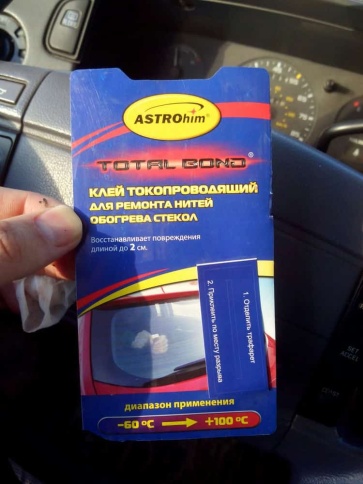 ASTROhim®
TOTAL BOND®
КЛЕЙ ТОКОПРОВОДЯЩИЙ
ДЛЯ РЕМОНТА НИТЕЙ
ОБОГРЕВА СТЕКОЛ
Восстанавливает повреждения
длиной до 2 см.
1. Отделить трафарет
2. Приклеить по месту разрыва
диапазон применения
–60 °С
+100 °С